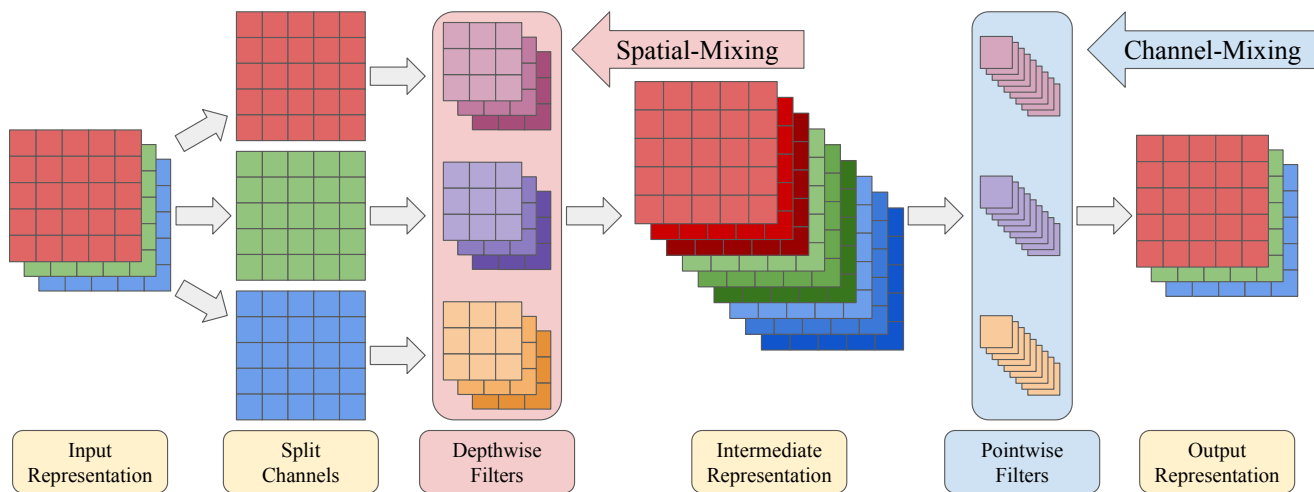 Spatial-Mixing
Channel-Mixing
Input
Representation
Split
Channels
Depthwise
Filters
Intermediate
Representation
Pointwise
Filters
Output
Representation